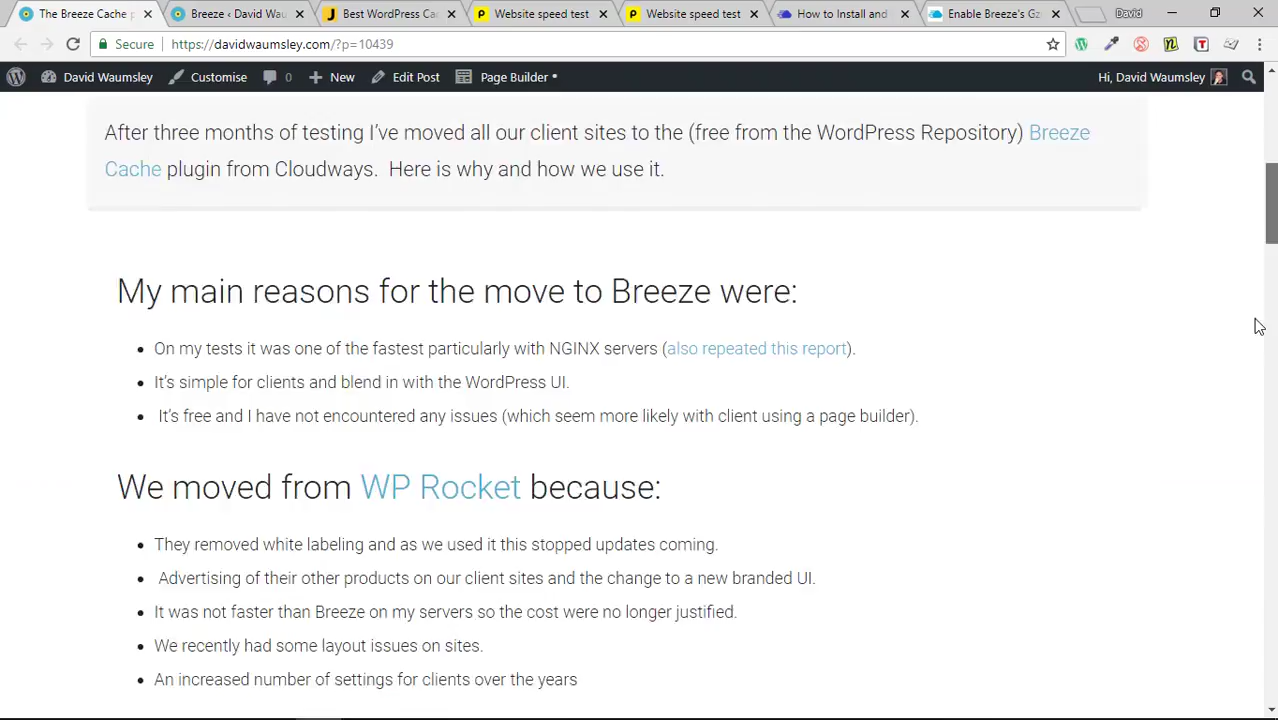 The Breeze Cache p
Breeze ‹ David Wau
Best WordPress Ca
Website speed test
Website speed test
How to Install and
Enable Breeze's Gz
David
Secure
https://davidwaumsley.com/?p=10439
David Waumsley
Customise
0
New
Edit Post
Page Builder •
Hi, David Waumsley
After three months of testing I've moved all our client sites to the (free from the WordPress Repository) Breeze
Cache plugin from Cloudways. Here is why and how we use it.
My main reasons for the move to Breeze were:
• On my tests it was one of the fastest particularly with NGINX servers (also repeated this report).
• It's simple for clients and blend in with the WordPress UI.
• It's free and I have not encountered any issues (which seem more likely with client using a page builder).
We moved from WP Rocket because:
• They removed white labeling and as we used it this stopped updates coming.
• Advertising of their other products on our client sites and the change to a new branded UI.
• It was not faster than Breeze on my servers so the cost were no longer justified.
• We recently had some layout issues on sites.
• An increased number of settings for clients over the years